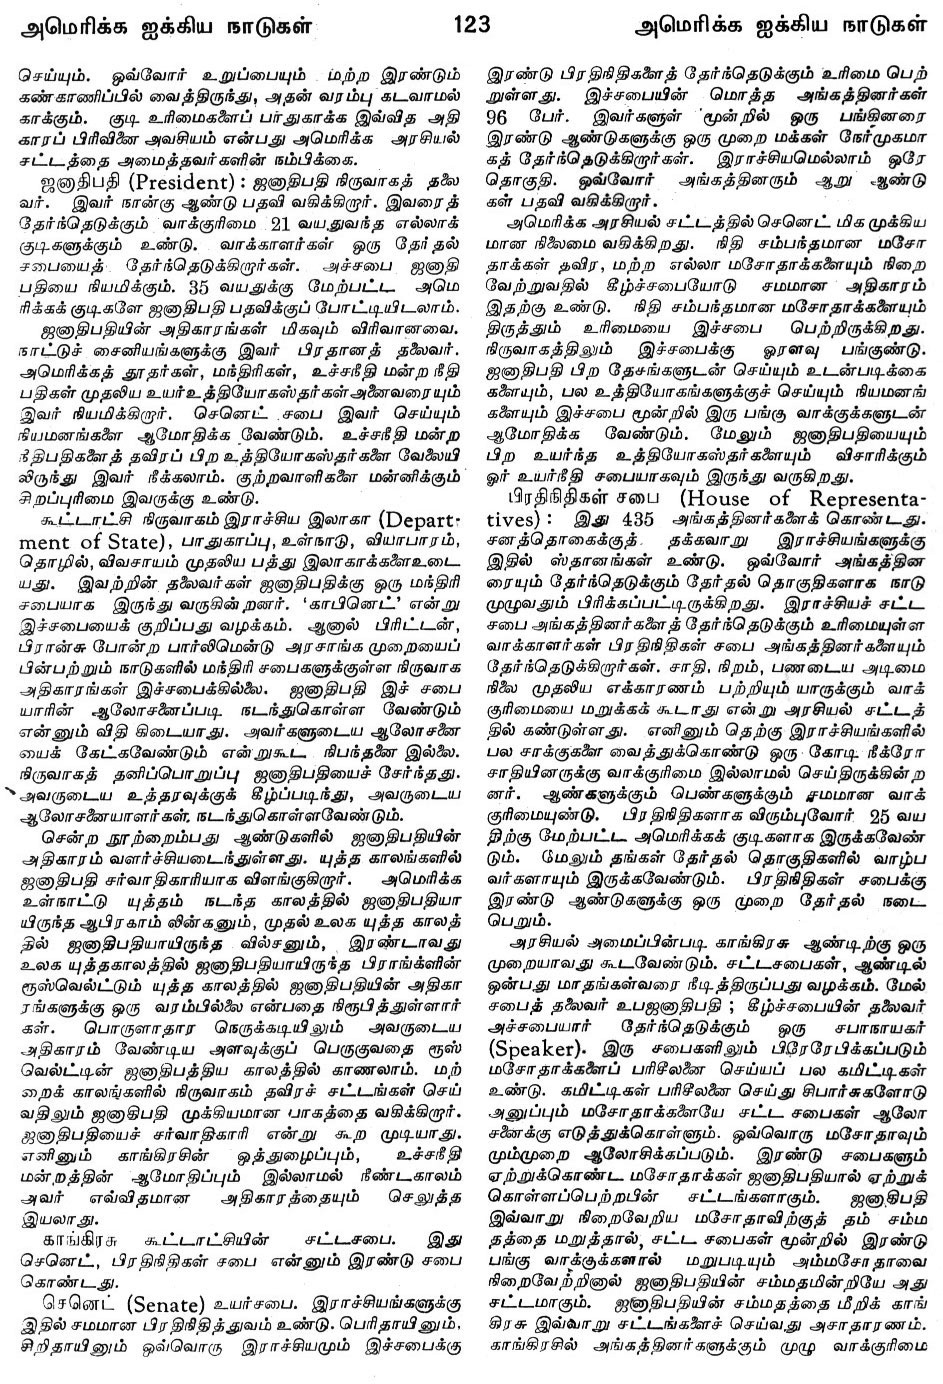 அமெரிக்க ஐக்கிய நாடுகள்
123
அமெரிக்க ஐக்கிய நாடுகள்
செய்யும். ஒவ்வோர் உறுப்பையும் மற்ற இரண்டும்
கண்காணிப்பில் வைத்திருந்து, அதன் வரம்பு கடவாமல்
காக்கும். குடி உரிமைகளைப் பாதுகாக்க இவ்வித அதி
காரப் பிரிவினை அவசியம் என்பது அமெரிக்க அரசியல்
சட்டத்தை அமைத்தவர்களின் நம்பிக்கை.
ஜனாதிபதி (President) : ஜனாதிபதி நிருவாகத் தலை
வர். இவர் நான்கு ஆண்டு பதவி வகிக்கிறார். இவரைத்
தேர்ந்தெடுக்கும் வாக்குரிமை 21 வயதுவந்த எல்லாக்
குடிகளுக்கும் உண்டு. வாக்காளர்கள் ஒரு தேர்தல்
சபையைத் தேர்ந்தெடுக்கிறார்கள். அச்சபை ஜனாதி
பதியை நியமிக்கும். 35 வயதுக்கு மேற்பட்ட அமெ
ரிக்கக் குடிகளே ஜனாதிபதி பதவிக்குப் போட்டியிடலாம்.
ஜனாதிபதியின் அதிகாரங்கள் மிகவும் விரிவானவை.
நாட்டுச் சைனியங்களுக்கு இவர் பிரதானத் தலைவர்.
அமெரிக்கத் தூதர்கள், மந்திரிகள், உச்சநீதி மன்ற நீதி
பதிகள் முதலிய உயர்உத்தியோகஸ்தர்கள்அனைவரையும்
இவர் நியமிக்கிறார். செனெட் சபை இவர் செய்யும்
நியமனங்களை ஆமோதிக்க வேண்டும். உச்சநீதி மன்ற
நீதிபதிகளைத் தவிரப் பிற உத்தியோகஸ்தர்களை வேலையி
லிருந்து இவர் நீக்கலாம். குற்றவாளிகளை மன்னிக்கும்
சிறப்புரிமை இவருக்கு உண்டு.
கூட்டாட்சி நிருவாகம் இராச்சிய இலாகா (Depart-
ment of State), பாதுகாப்பு, உள்நாடு, வியாபாரம்,
தொழில், விவசாயம் முதலிய பத்து இலாகாக்களை உடை
யது. இவற்றின் தலைவர்கள் ஜனாதிபதிக்கு ஒரு மந்திரி
சபையாக இருந்து வருகின்றனர். 'காபினெட்' என்று
இச்சபையைக் குறிப்பது வழக்கம். ஆனால் பிரிட்டன்,
பிரான்சு போன்ற பார்லிமென்டு அரசாங்க முறையைப்
பின்பற்றும் நாடுகளில் மந்திரி சபைகளுக்குள்ள நிருவாக
அதிகாரங்கள் இச்சபைக்கில்லை. ஜனாதிபதி இச் சபை
யாரின் ஆலோசனைப்படி நடந்துகொள்ள வேண்டும்
என்னும் விதி கிடையாது. அவர்களுடைய ஆலோசனை
யைக் கேட்கவேண்டும் என்றுகூட நிபந்தனை இல்லை.
நிருவாகத் தனிப்பொறுப்பு ஜனாதிபதியைச் சேர்ந்தது.
அவருடைய உத்தரவுக்குக் கீழ்ப்படிந்து, அவருடைய
ஆலோசனையாளர்கள் நடந்துகொள்ளவேண்டும்.
சென்ற நூற்றைம்பது ஆண்டுகளில் ஜனாதிபதியின்
அதிகாரம் வளர்ச்சியடைந்துள்ளது. யுத்த காலங்களில்
ஜனாதிபதி சர்வாதிகாரியாக விளங்குகிறார். அமெரிக்க
உள்நாட்டு யுத்தம் நடந்த காலத்தில் ஜனாதிபதியா
யிருந்த ஆபிரகாம் லின்கனும், முதல் உலக யுத்த காலத்
தில் ஜனாதிபதியாயிருந்த வில்சனும், இரண்டாவது
உலக யுத்தகாலத்தில் ஜனாதிபதியாயிருந்த பிராங்க்ளின்
ரூஸ்வெல்ட்டும் யுத்த காலத்தில் ஜனாதிபதியின் அதிகா
ரங்களுக்கு ஒரு வரம்பில்லை என்பதை நிரூபித்துள்ளார்
கள். பொருளாதார நெருக்கடியிலும் அவருடைய
அதிகாரம் வேண்டிய அளவுக்குப் பெருகுவதை ரூஸ்
வெல்ட்டின் ஜனாதிபத்திய காலத்தில் காணலாம். மற்
றைக் காலங்களில் நிருவாகம் தவிரச் சட்டங்கள் செய்
வதிலும் ஜனாதிபதி முக்கியமான பாகத்தை வகிக்கிறார்.
ஜனாதிபதியைச் சர்வாதிகாரி என்று கூற முடியாது.
எனினும் காங்கிரசின் ஒத்துழைப்பும், உச்சநீதி
மன்றத்தின் ஆமோதிப்பும் இல்லாமல் நீண்டகாலம்
அவர் எவ்விதமான அதிகாரத்தையும் செலுத்த
இயலாது.
காங்கிரசு கூட்டாட்சியின் சட்டசபை. இது
செனெட், பிரதிநிதிகள் சபை என்னும் இரண்டு சபை
கொண்டது.
செனெட் (Senate) உயர்சபை. இராச்சியங்களுக்கு
இதில் சமமான பிரதிநிதித்துவம் உண்டு. பெரிதாயினும்,
சிறிதாயினும் ஒவ்வொரு இராச்சியமும் இச்சபைக்கு
இரண்டு பிரதிநிதிகளைத் தேர்ந்தெடுக்கும் உரிமை பெற்
றுள்ளது. இச்சபையின் மொத்த அங்கத்தினர்கள்
96 பேர். இவர்களுள் மூன்றில் ஒரு பங்கினரை
இரண்டு ஆண்டுகளுக்கு ஒரு முறை மக்கள் நேர்முகமா
கத் தேர்ந்தெடுக்கிறார்கள். இராச்சியமெல்லாம் ஒரே
தொகுதி. ஒவ்வோர் அங்கத்தினரும் ஆறு ஆண்டு
கள் பதவி வகிக்கிறார்.
அமெரிக்க அரசியல் சட்டத்தில் செனெட் மிக முக்கிய
மான நிலைமை வகிக்கிறது. நிதி சம்பந்தமான மசோ
தாக்கள் தவிர, மற்ற எல்லா மசோதாக்களையும் நிறை
வேற்றுவதில் கீழ்ச்சபையோடு சமமான அதிகாரம்
இதற்கு உண்டு. நிதி சம்பந்தமான மசோதாக்களையும்
திருத்தும் உரிமையை இச்சபை பெற்றிருக்கிறது.
நிருவாகத்திலும் இச்சபைக்கு ஓரளவு பங்குண்டு.
ஜனாதிபதி பிற தேசங்களுடன் செய்யும் உடன்படிக்கை
களையும், பல உத்தியோகங்களுக்குச் செய்யும் நியமனங்
களையும் இச்சபை மூன்றில் இரு பங்கு வாக்குக்களுடன்
ஆமோதிக்க வேண்டும். மேலும் ஜனாதிபதியையும்
பிற உயர்ந்த உத்தியோகஸ்தர்களையும் விசாரிக்கும்
ஓர் உயர்நீதி சபையாகவும் இருந்து வருகிறது.
பிரதிநிதிகள் சபை (House of Representa-
tives) : இது 435 அங்கத்தினர்களைக் கொண்டது.
சனத்தொகைக்குத் தக்கவாறு இராச்சியங்களுக்கு
இதில் ஸ்தானங்கள் உண்டு. ஒவ்வோர் அங்கத்தின
ரையும் தேர்ந்தெடுக்கும் தேர்தல் தொகுதிகளாக நாடு
முழுவதும் பிரிக்கப்பட்டிருக்கிறது. இராச்சியச் சட்ட
சபை அங்கத்தினர்களைத் தேர்ந்தெடுக்கும் உரிமையுள்ள
வாக்காளர்கள் பிரதிநிதிகள் சபை அங்கத்தினர்களையும்
தேர்ந்தெடுக்கிறார்கள். சாதி, நிறம், பண்டைய அடிமை
நிலை முதலிய எக்காரணம் பற்றியும் யாருக்கும் வாக்
குரிமையை மறுக்கக் கூடாது என்று அரசியல் சட்டத்
தில் கண்டுள்ளது. எனினும் தெற்கு இராச்சியங்களில்
பல சாக்குகளை வைத்துக்கொண்டு ஒரு கோடி நீக்ரோ
சாதியினருக்கு வாக்குரிமை இல்லாமல் செய்திருக்கின்ற
னர். ஆண்களுக்கும் பெண்களுக்கும் சமமான வாக்
குரிமையுண்டு. பிரதிநிதிகளாக விரும்புவோர் 25 வய
திற்கு மேற்பட்ட அமெரிக்கக் குடிகளாக இருக்கவேண்
டும். மேலும் தங்கள் தேர்தல் தொகுதிகளில் வாழ்ப
வர்களாயும் இருக்கவேண்டும். பிரதிநிதிகள் சபைக்கு
இரண்டு ஆண்டுகளுக்கு ஒரு முறை தேர்தல் நடை
பெறும்.
அரசியல் அமைப்பின்படி காங்கிரசு ஆண்டிற்கு ஒரு
முறையாவது கூடவேண்டும். சட்டசபைகள், ஆண்டில்
ஒன்பது மாதங்கள்வரை நீடித்திருப்பது வழக்கம். மேல்
சபைத் தலைவர் உபஜனாதிபதி ; கீழ்ச்சபையின் தலைவர்
அச்சபையார் தேர்ந்தெடுக்கும் ஒரு சபாநாயகர்
(Speaker). இரு சபைகளிலும் பிரேரேபிக்கப்படும்
மசோதாக்களைப் பரிசீலனை செய்யப் பல கமிட்டிகள்
உண்டு. கமிட்டிகள் பரிசீலனை செய்து சிபார்சுகளோடு
அனுப்பும் மசோதாக்களையே சட்ட சபைகள் ஆலோ
சனைக்கு எடுத்துக்கொள்ளும். ஒவ்வொரு மசோதாவும்
மும்முறை ஆலோசிக்கப்படும். இரண்டு சபைகளும்
ஏற்றுக்கொண்ட மசோதாக்கள் ஜனாதிபதியால் ஏற்றுக்
கொள்ளப்பெற்றபின் சட்டங்களாகும். ஜனாதிபதி
இவ்வாறு நிறைவேறிய மசோதாவிற்குத் தம் சம்ம
தத்தை மறுத்தால், சட்ட சபைகள் மூன்றில் இரண்டு
பங்கு வாக்குக்களால் மறுபடியும் அம்மசோதாவை
நிறைவேற்றினால் ஜனாதிபதியின் சம்மதமின்றியே அது
சட்டமாகும். ஜனாதிபதியின் சம்மதத்தை மீறிக் காங்
கிரசு இவ்வாறு சட்டங்களைச் செய்வது அசாதாரணம்.
காங்கிரசில் அங்கத்தினர்களுக்கும் முழு வாக்குரிமை